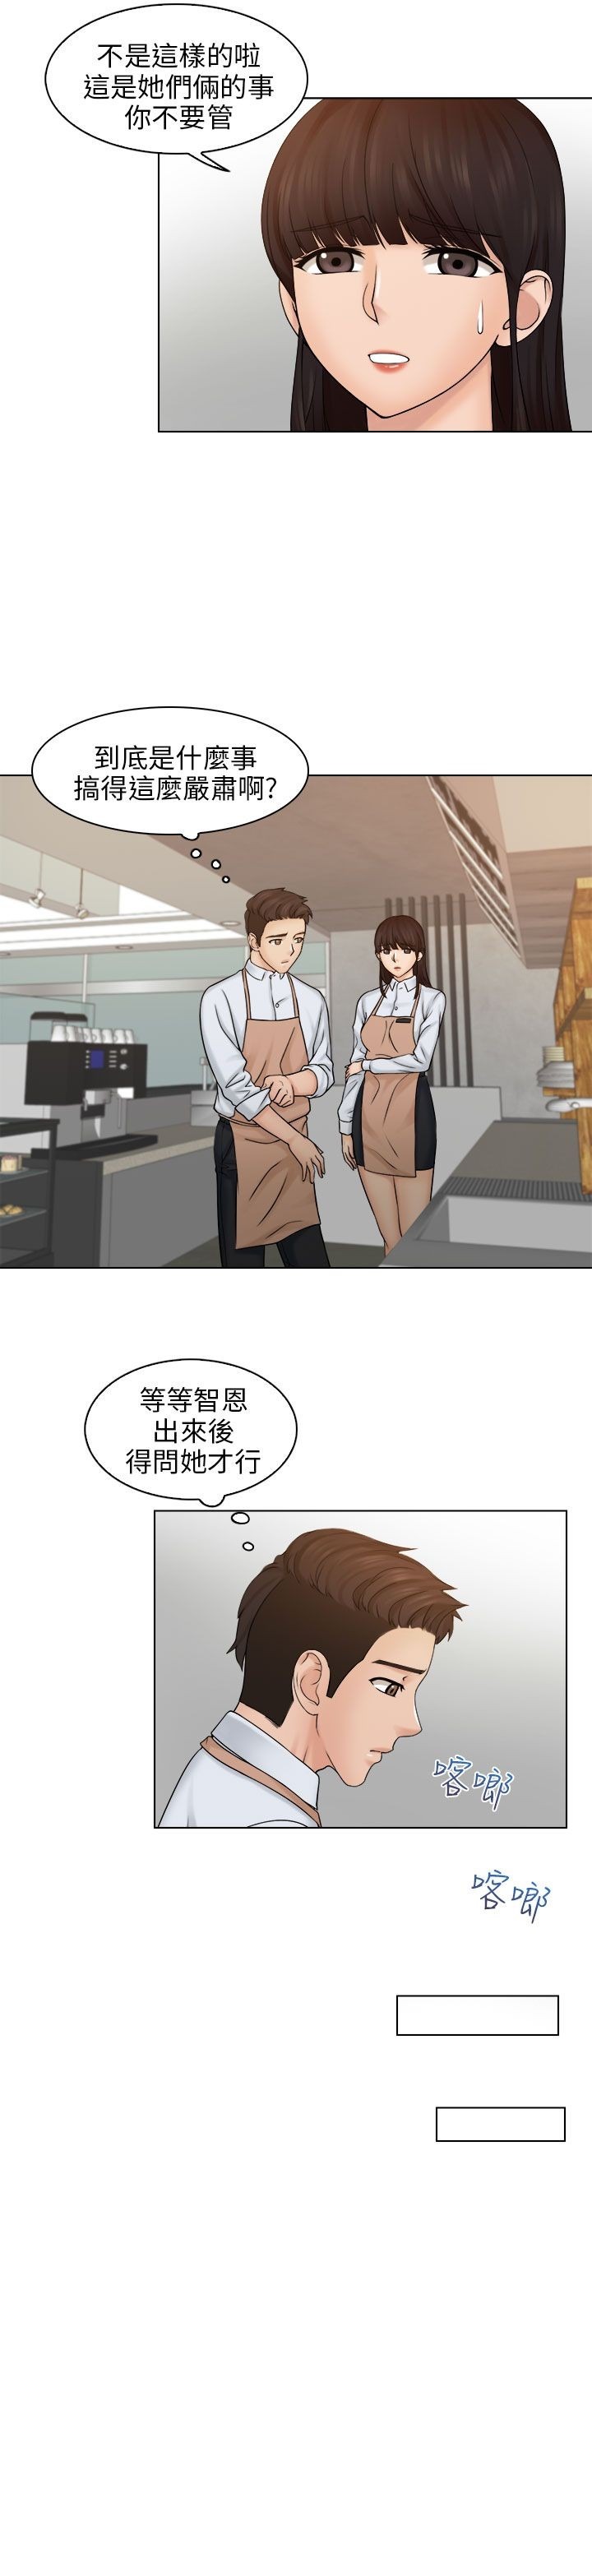 不是這樣的啦
這是她們倆的事
你不要管
到底是什麼事
搞得這麼嚴肅啊?
等等智恩
出來後
得問她才行
喀啷
喀啷